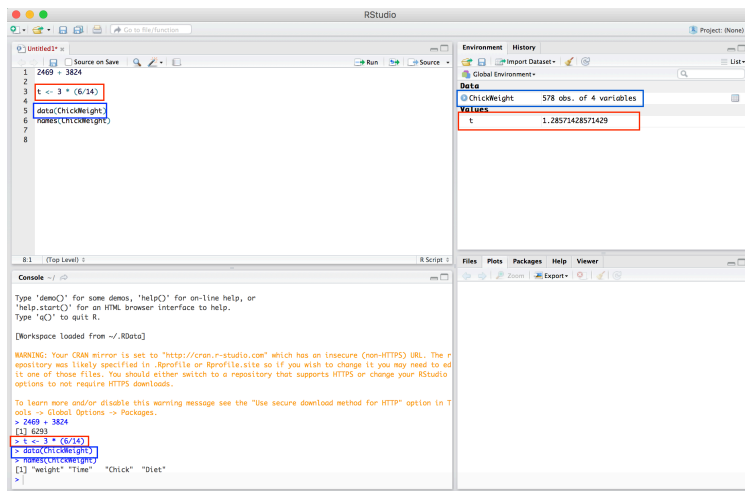 RStudio
Go to file/function
Project: (None)
Untitled1*
Source on Save
Run
Source
1 2469 + 3824
2
3 t <- 3 * (6/14)
4
5 data(ChickWeight)
6 names(ChickWeight)
7
8
8:1 (Top Level)
R Script
Console ~/
Type 'demo()' for some demos, 'help()' for on-line help, or
'help.start()' for an HTML browser interface to help.
Type 'q()' to quit R.
[Workspace loaded from ~/.RData]
WARNING: Your CRAN mirror is set to "http://cran.r-studio.com" which has an insecure (non-HTTPS) URL. The r
epository was likely specified in .Rprofile or Rprofile.site so if you wish to change it you may need to ed
it one of those files. You should either switch to a repository that supports HTTPS or change your RStudio
options to not require HTTPS downloads.
To learn more and/or disable this warning message see the "Use secure download method for HTTP" option in T
ools -> Global Options -> Packages.
> 2469 + 3824
[1] 6293
> t <- 3 * (6/14)
> data(ChickWeight)
> names(ChickWeight)
[1] "weight" "Time" "Chick" "Diet"
>
Environment History
Import Dataset
List
Global Environment
Data
ChickWeight 578 obs. of 4 variables
Values
t 1.28571428571429
Files Plots Packages Help Viewer
Zoom Export